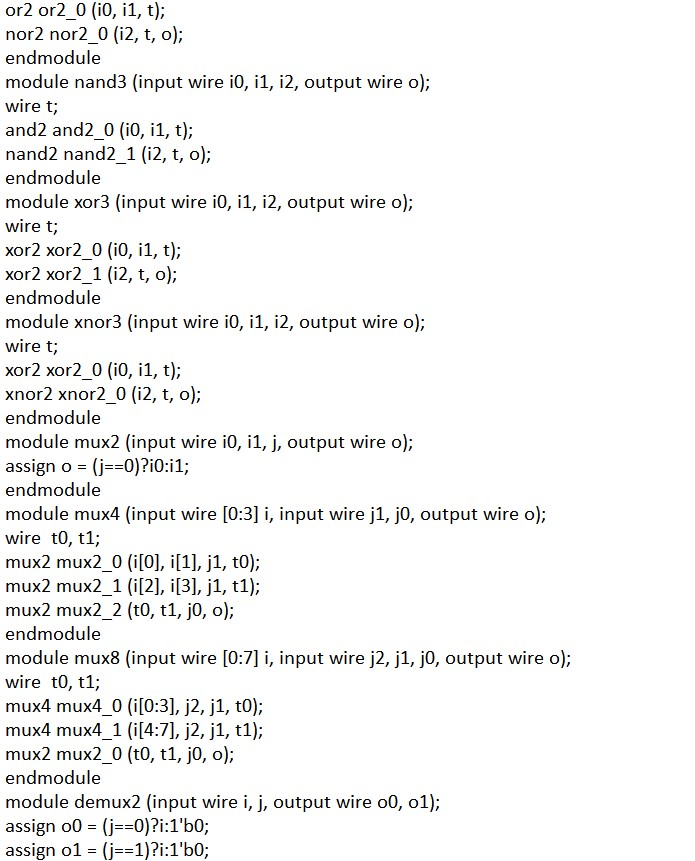 or2 or2_0 (i0, i1, t);
nor2 nor2_0 (i2, t, o);
endmodule
module nand3 (input wire i0, i1, i2, output wire o);
wire t;
and2 and2_0 (i0, i1, t);
nand2 nand2_1 (i2, t, o);
endmodule
module xor3 (input wire i0, i1, i2, output wire o);
wire t;
xor2 xor2_0 (i0, i1, t);
xor2 xor2_1 (i2, t, o);
endmodule
module xnor3 (input wire i0, i1, i2, output wire o);
wire t;
xor2 xor2_0 (i0, i1, t);
xnor2 xnor2_0 (i2, t, o);
endmodule
module mux2 (input wire i0, i1, j, output wire o);
assign o = (j==0)?i0:i1;
endmodule
module mux4 (input wire [0:3] i, input wire j1, j0, output wire o);
wire  t0, t1;
mux2 mux2_0 (i[0], i[1], j1, t0);
mux2 mux2_1 (i[2], i[3], j1, t1);
mux2 mux2_2 (t0, t1, j0, o);
endmodule
module mux8 (input wire [0:7] i, input wire j2, j1, j0, output wire o);
wire  t0, t1;
mux4 mux4_0 (i[0:3], j2, j1, t0);
mux4 mux4_1 (i[4:7], j2, j1, t1);
mux2 mux2_0 (t0, t1, j0, o);
endmodule
module demux2 (input wire i, j, output wire o0, o1);
assign o0 = (j==0)?i:1'b0;
assign o1 = (j==1)?i:1'b0;